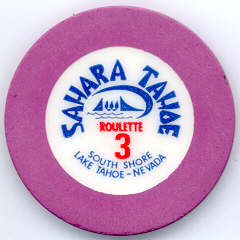 SAHARA TAHOE
ROULETTE
3
SOUTH SHORE
LAKE TAHOE - NEVADA